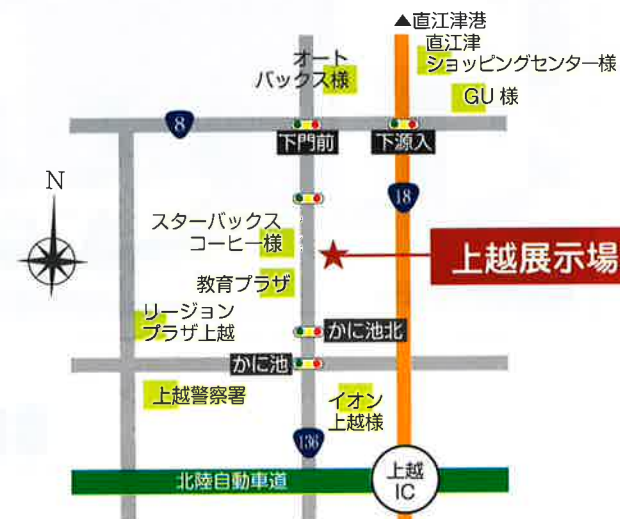 ▲直江津港
直江津
ショッピングセンター様
オート
バックス様
GU 様
8
下門前
下源入
N
18
スターバックス
コーヒー様
上越展示場
教育プラザ
リージョン
プラザ上越
かに池北
かに池
上越警察署
イオン
上越様
136
上越
IC
北陸自動車道